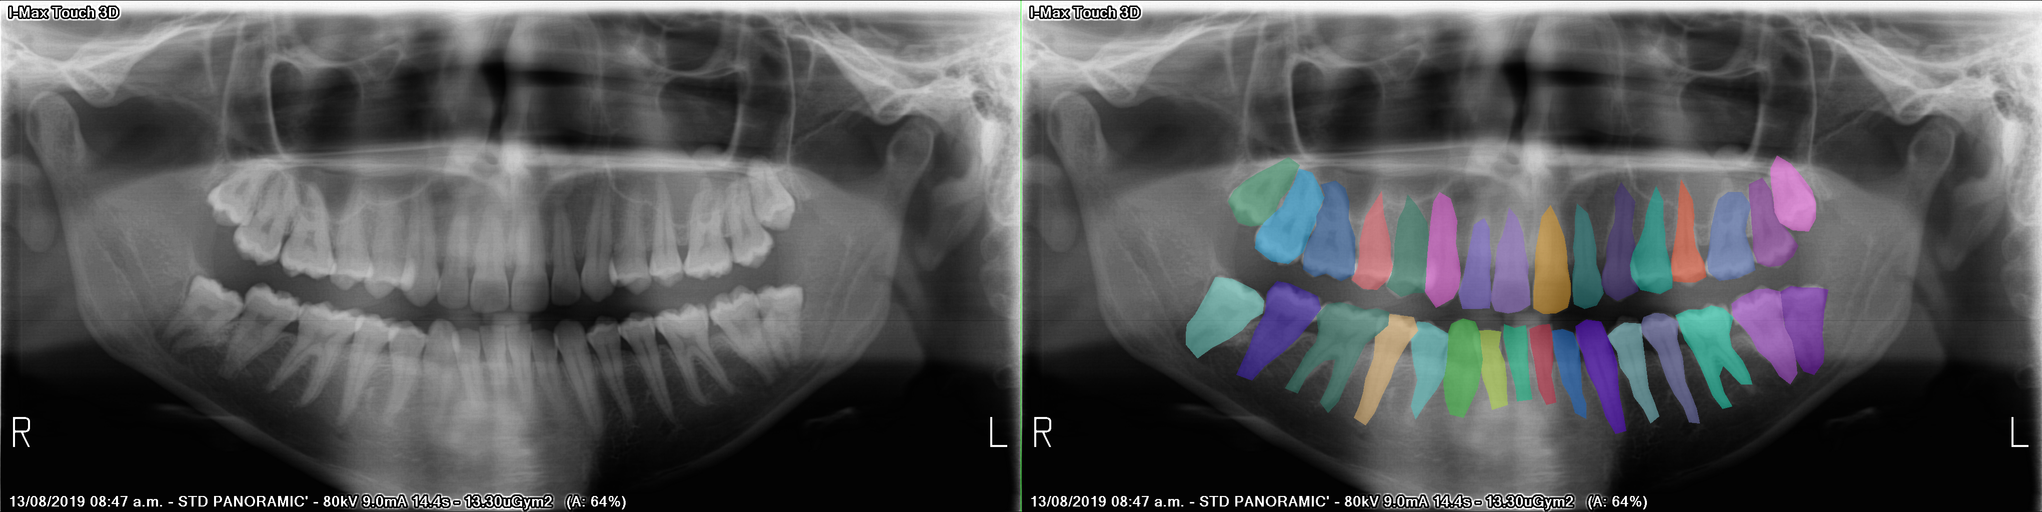 I-Max Touch 3D
I-Max Touch 3D
R
L
R
L
13/08/2019 08:47 a.m. - STD PANORAMIC' - 80kV 9.0mA 14.4s - 13.30uGym2 (A: 64%)
13/08/2019 08:47 a.m. - STD PANORAMIC' - 80kV 9.0mA 14.4s - 13.30uGym2 (A: 64%)